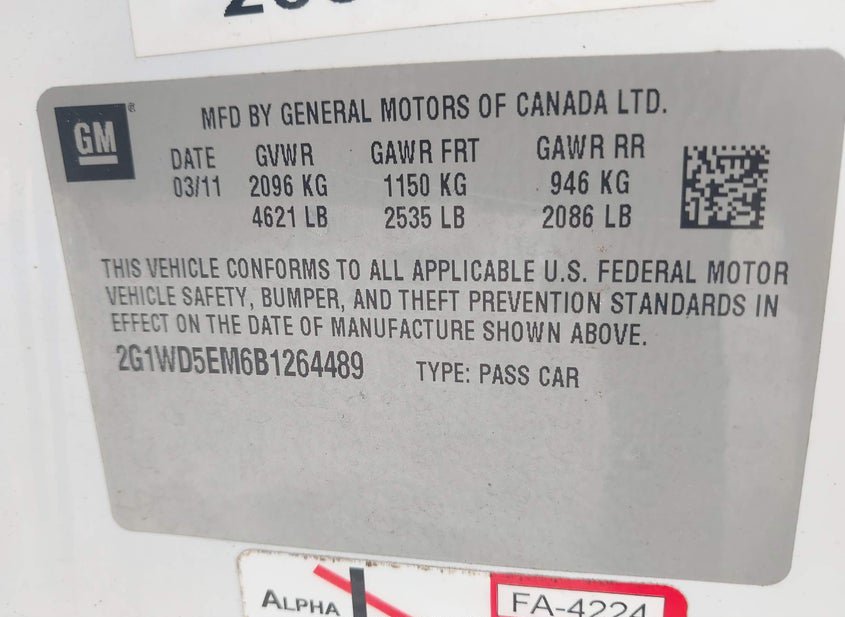 MFD BY GENERAL MOTORS OF CANADA LTD.
GM ®
DATE GVWR GAWR FRT GAWR RR
03/11 2096 KG 1150 KG 946 KG
4621 LB 2535 LB 2086 LB
THIS VEHICLE CONFORMS TO ALL APPLICABLE U.S. FEDERAL MOTOR
VEHICLE SAFETY, BUMPER, AND THEFT PREVENTION STANDARDS IN
EFFECT ON THE DATE OF MANUFACTURE SHOWN ABOVE.
2G1WD5EM6B1264489 TYPE: PASS CAR
ALPHA FA-4224